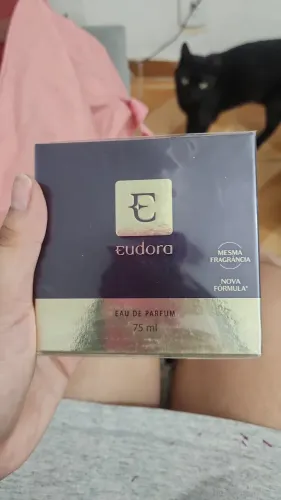 E
eudora
MESMA
FRAGRÂNCIA
NOVA
FÓRMULA*
EAU DE PARFUM
75 ml